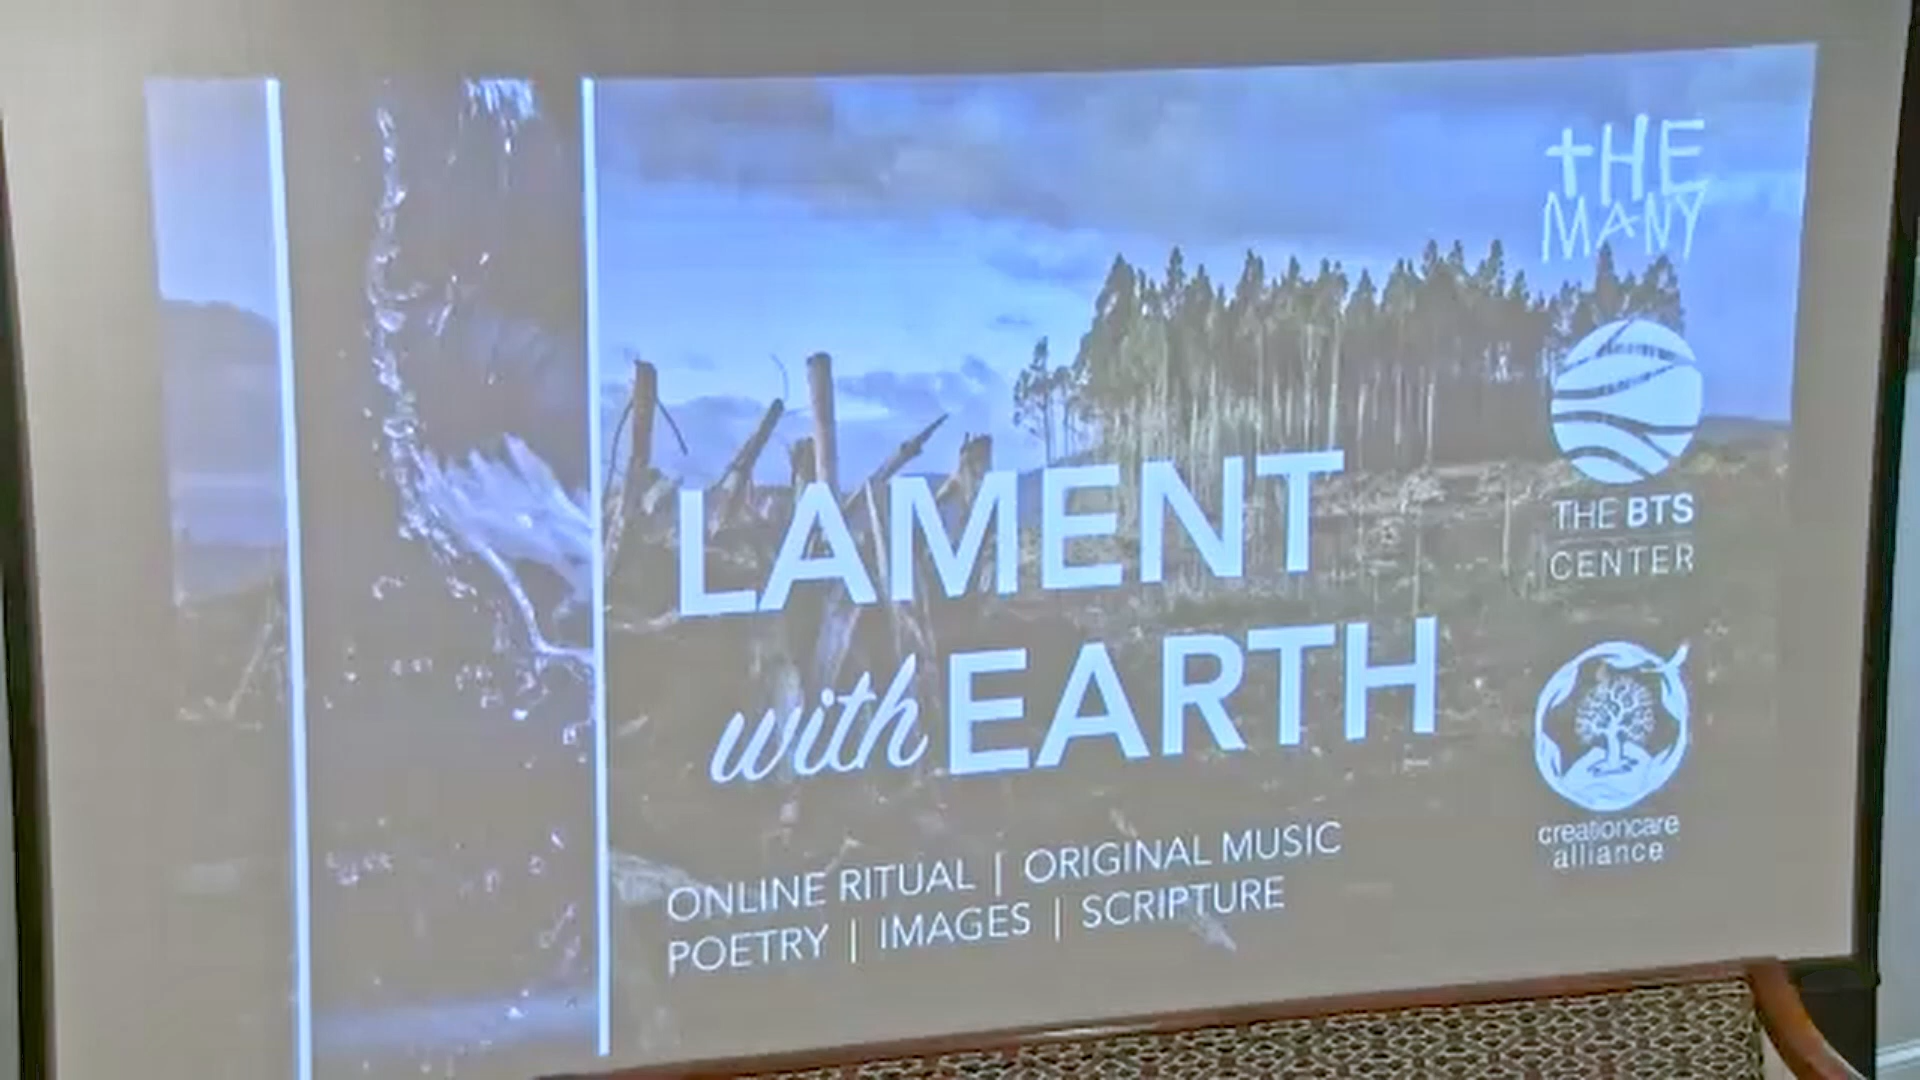 THE
MANY
THE BTS
CENTER
LAMENT
with EARTH
creationcare
alliance
ONLINE RITUAL | ORIGINAL MUSIC
POETRY | IMAGES | SCRIPTURE